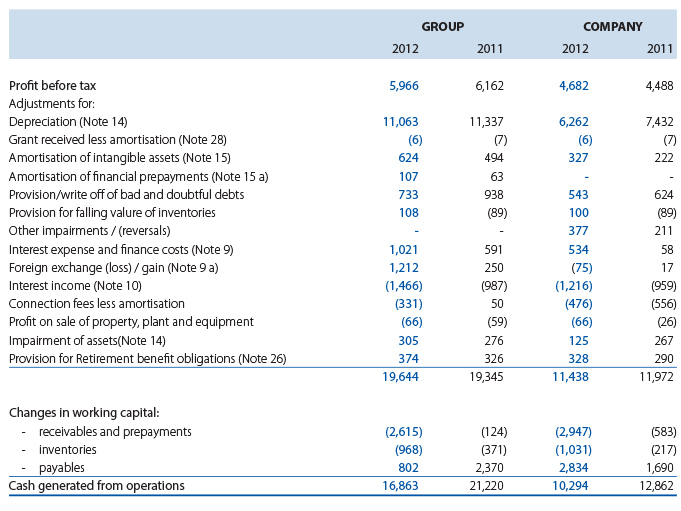 GROUP COMPANY
2012 2011 2012 2011
Profit before tax 5,966 6,162 4,682 4,488
Adjustments for:
Depreciation (Note 14) 11,063 11,337 6,262 7,432
Grant received less amortisation (Note 28) (6) (7) (6) (7)
Amortisation of intangible assets (Note 15) 624 494 327 222
Amortisation of financial prepayments (Note 15 a) 107 63 - -
Provision/write off of bad and doubtful debts 733 938 543 624
Provision for falling valure of inventories 108 (89) 100 (89)
Other impairments / (reversals) - - 377 211
Interest expense and finance costs (Note 9) 1,021 591 534 58
Foreign exchange (loss) / gain (Note 9 a) 1,212 250 (75) 17
Interest income (Note 10) (1,466) (987) (1,216) (959)
Connection fees less amortisation (331) 50 (476) (556)
Profit on sale of property, plant and equipment (66) (59) (66) (26)
Impairment of assets(Note 14) 305 276 125 267
Provision for Retirement benefit obligations (Note 26) 374 326 328 290
19,644 19,345 11,438 11,972
Changes in working capital:
- receivables and prepayments (2,615) (124) (2,947) (583)
- inventories (968) (371) (1,031) (217)
- payables 802 2,370 2,834 1,690
Cash generated from operations 16,863 21,220 10,294 12,862